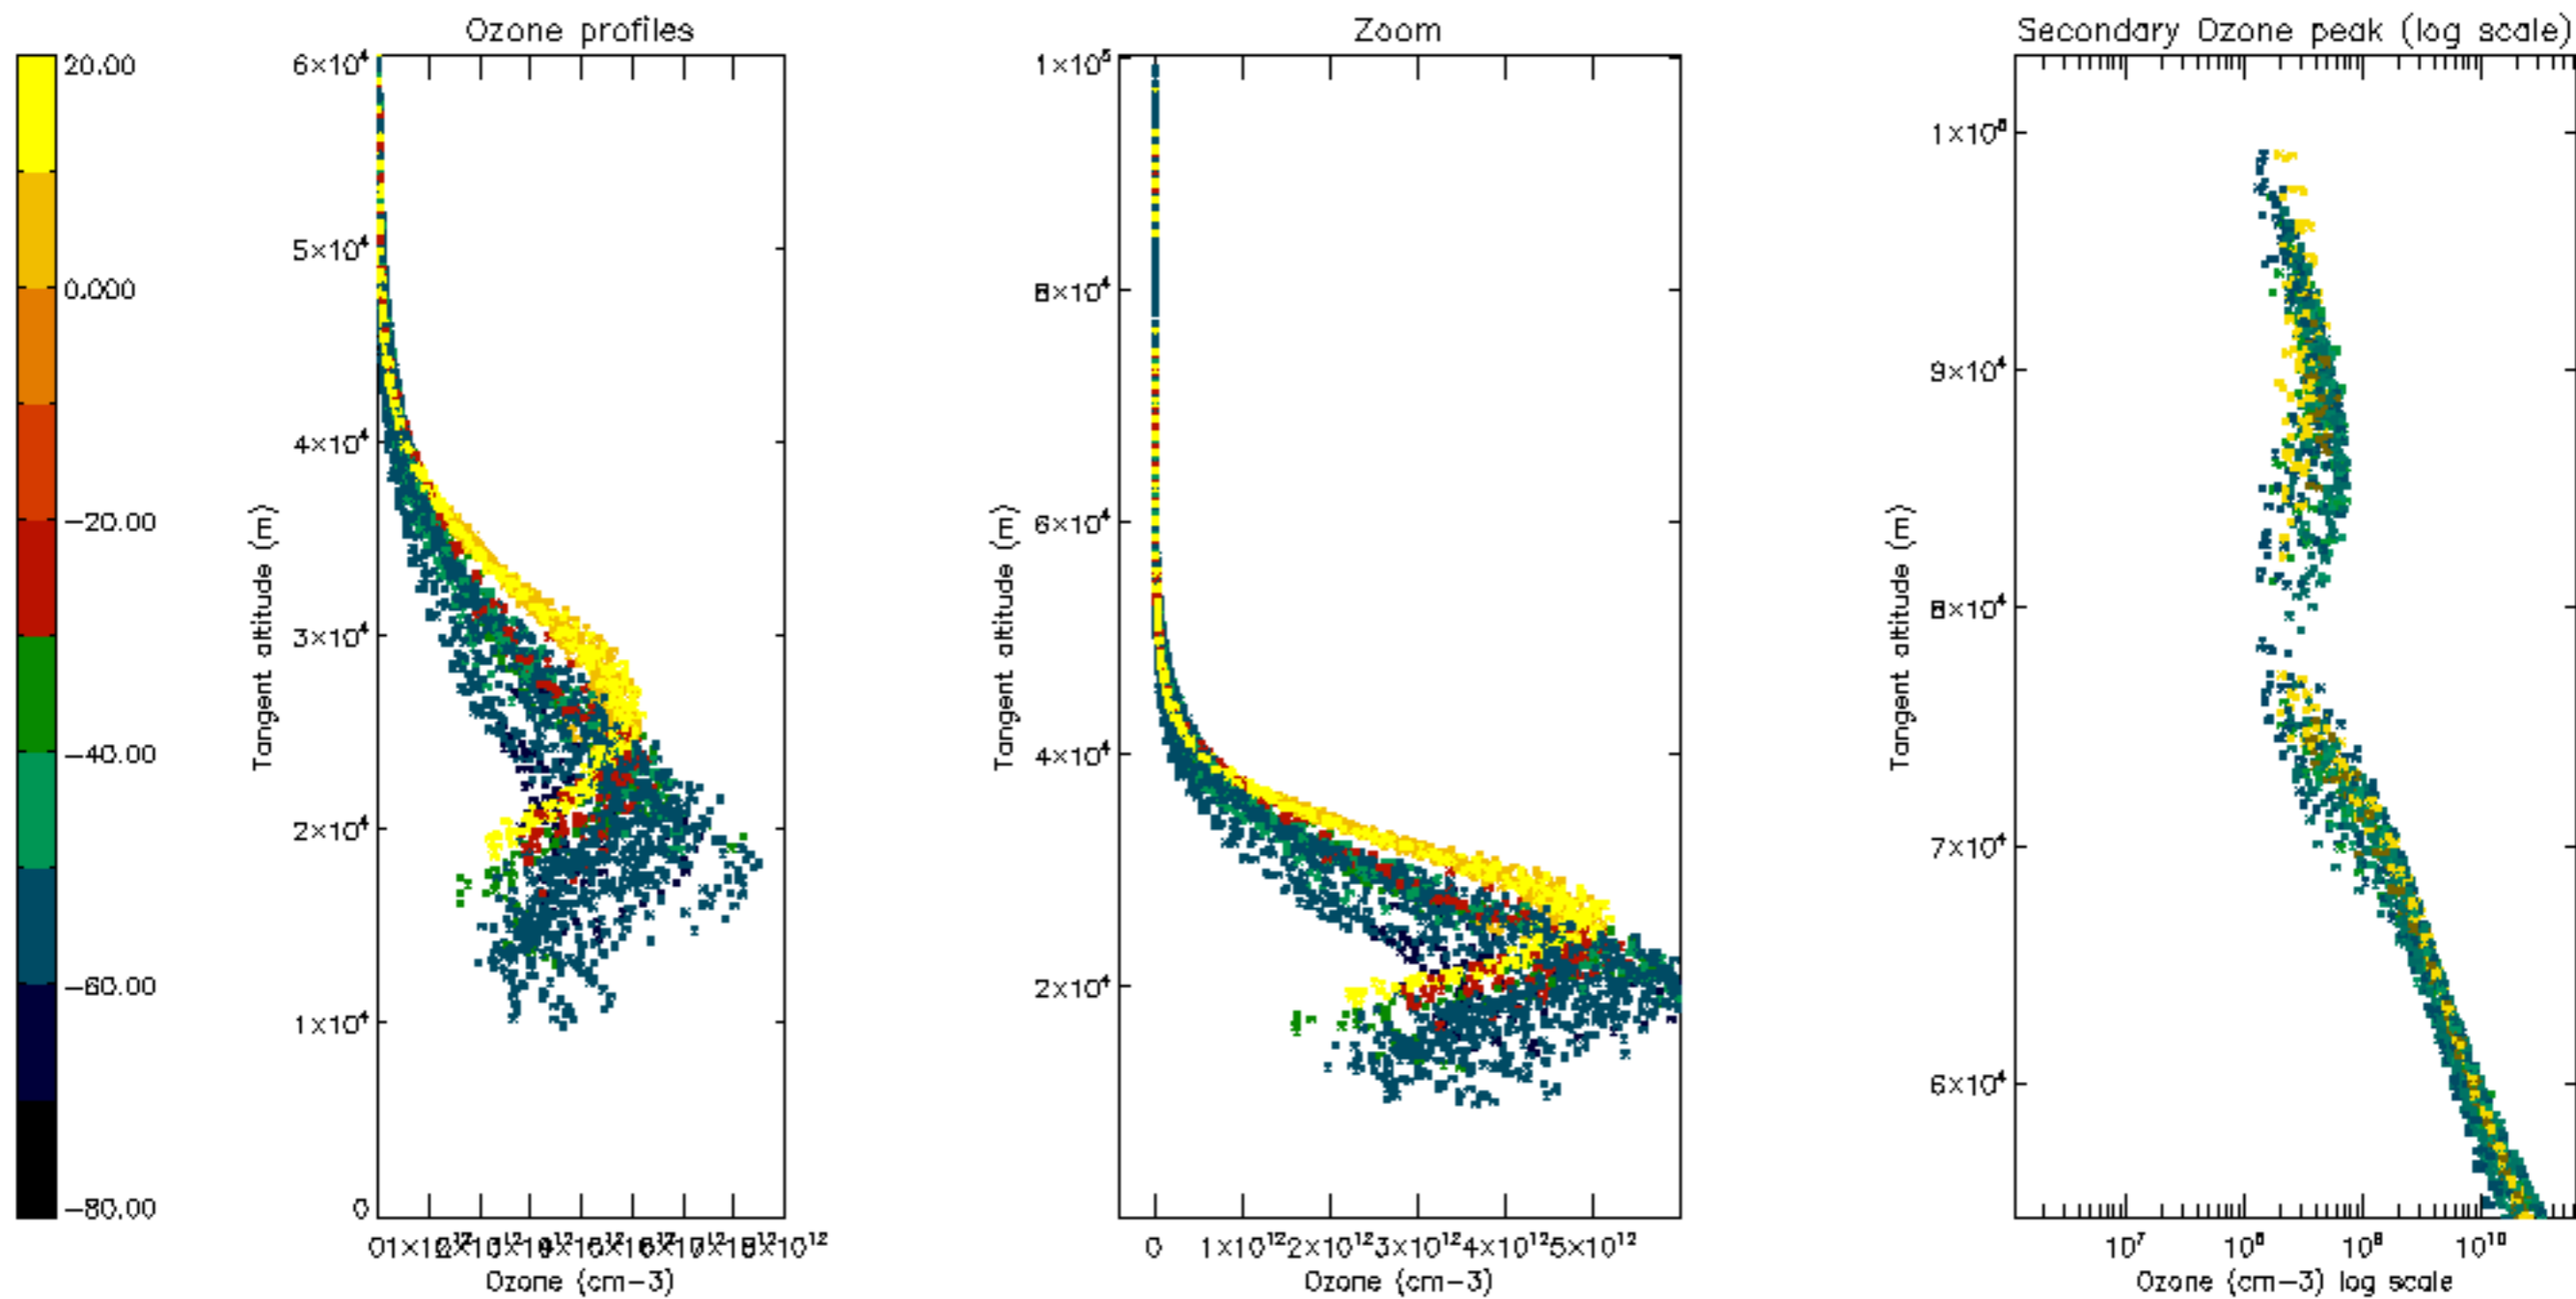 Ozone profiles
Zoom
Secondary Ozone peak (log scale)
20.00
0.000
−20.00
−40.00
−60.00
−80.00
Tangent altitude (m)
6×10⁴
5×10⁴
4×10⁴
3×10⁴
2×10⁴
1×10⁴
0
Ozone (cm−3)
Tangent altitude (m)
1×10⁵
8×10⁴
6×10⁴
4×10⁴
2×10⁴
0 1×10¹² 2×10¹² 3×10¹² 4×10¹² 5×10¹²
Ozone (cm−3)
Tangent altitude (m)
9×10⁴
8×10⁴
7×10⁴
6×10⁴
10⁷ 10⁸ 10⁹ 10¹⁰
Ozone (cm−3) log scale